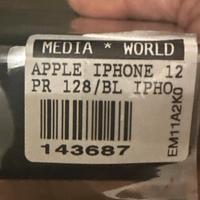 MEDIA * WORLD
APPLE IPHONE 12
PR 128/BL IPHO
143687
EM11A2K0